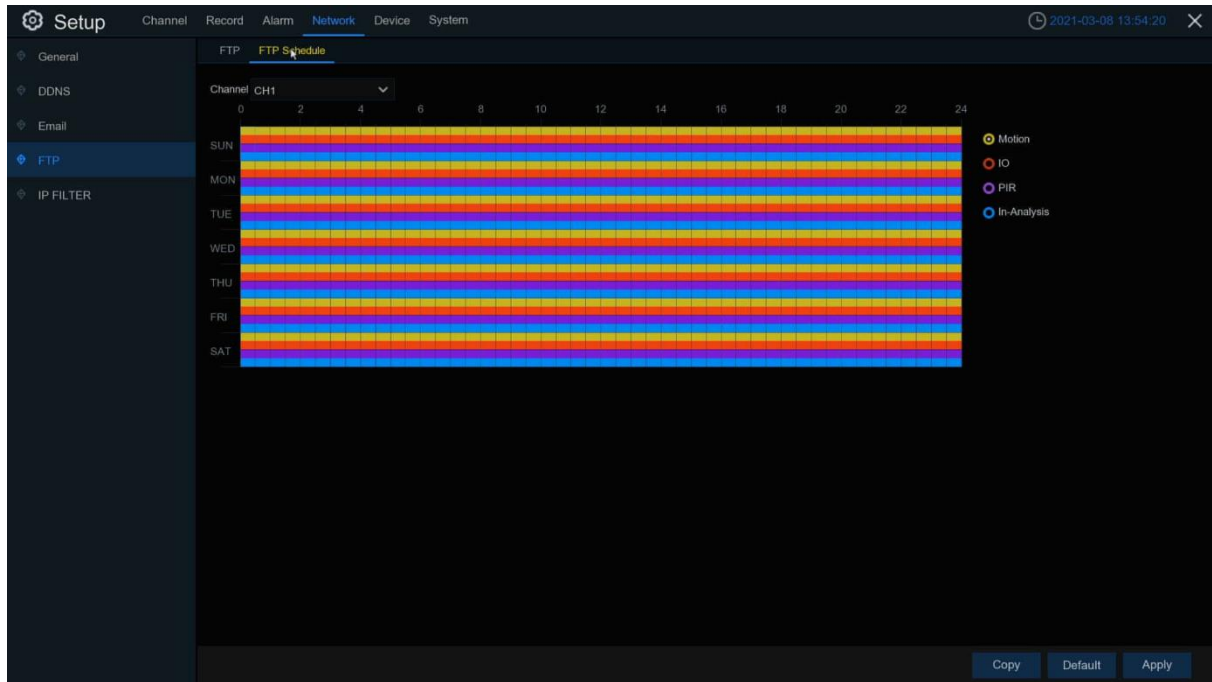 Setup Channel Record Alarm Network Device System 2021-03-08 13:54:20
General
DDNS
Email
FTP
IP FILTER
FTP FTP Schedule
Channel CH1
0 2 4 6 8 10 12 14 16 18 20 22 24
SUN
MON
TUE
WED
THU
FRI
SAT
Motion
IO
PIR
In-Analysis
Copy Default Apply